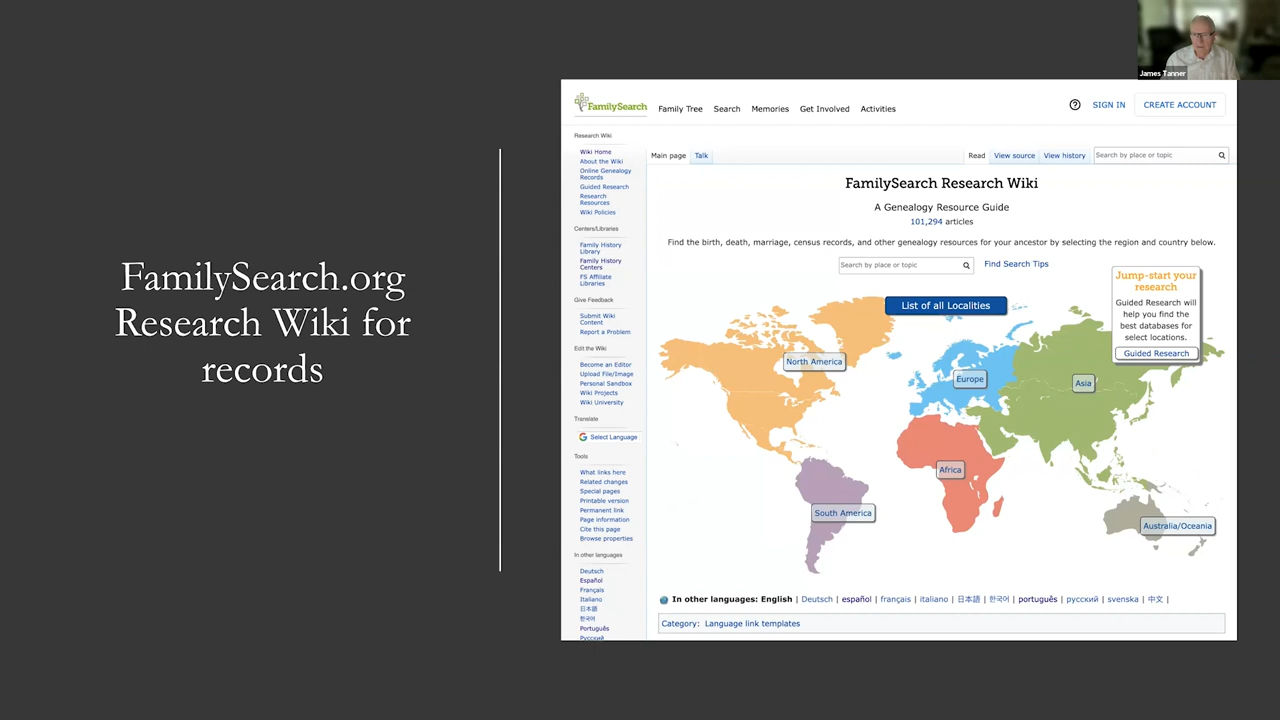 James Tanner
FamilySearch.org
Research Wiki for
records
FamilySearch
Family Tree
Search
Memories
Get Involved
Activities
SIGN IN
CREATE ACCOUNT
Research Wiki
Wiki Home
About the Wiki
Online Genealogy
Records
Guided Research
Research
Resources
Wiki Policies
Centers/Libraries
Family History
Library
Family History
Centers
FS Affiliate
Libraries
Give Feedback
Submit Wiki
Content
Report a Problem
Edit the Wiki
Become an Editor
Upload File/Image
Personal Sandbox
Wiki Projects
Wiki University
Translate
Select Language
Tools
What links here
Related changes
Special pages
Printable version
Permanent link
Page information
Cite this page
Browse properties
In other languages
Deutsch
Español
Français
Italiano
日本語
한국어
Português
Русский
Main page
Talk
Read
View source
View history
Search by place or topic
FamilySearch Research Wiki
A Genealogy Resource Guide
101,294 articles
Find the birth, death, marriage, census records, and other genealogy resources for your ancestor by selecting the region and country below.
Search by place or topic
Find Search Tips
List of all Localities
Jump-start your
research
Guided Research will
help you find the
best databases for
select locations.
Guided Research
North America
Europe
Asia
Africa
South America
Australia/Oceania
In other languages: English | Deutsch | español | français | italiano | 日本語 | 한국어 | português | русский | svenska | 中文 |
Category: Language link templates